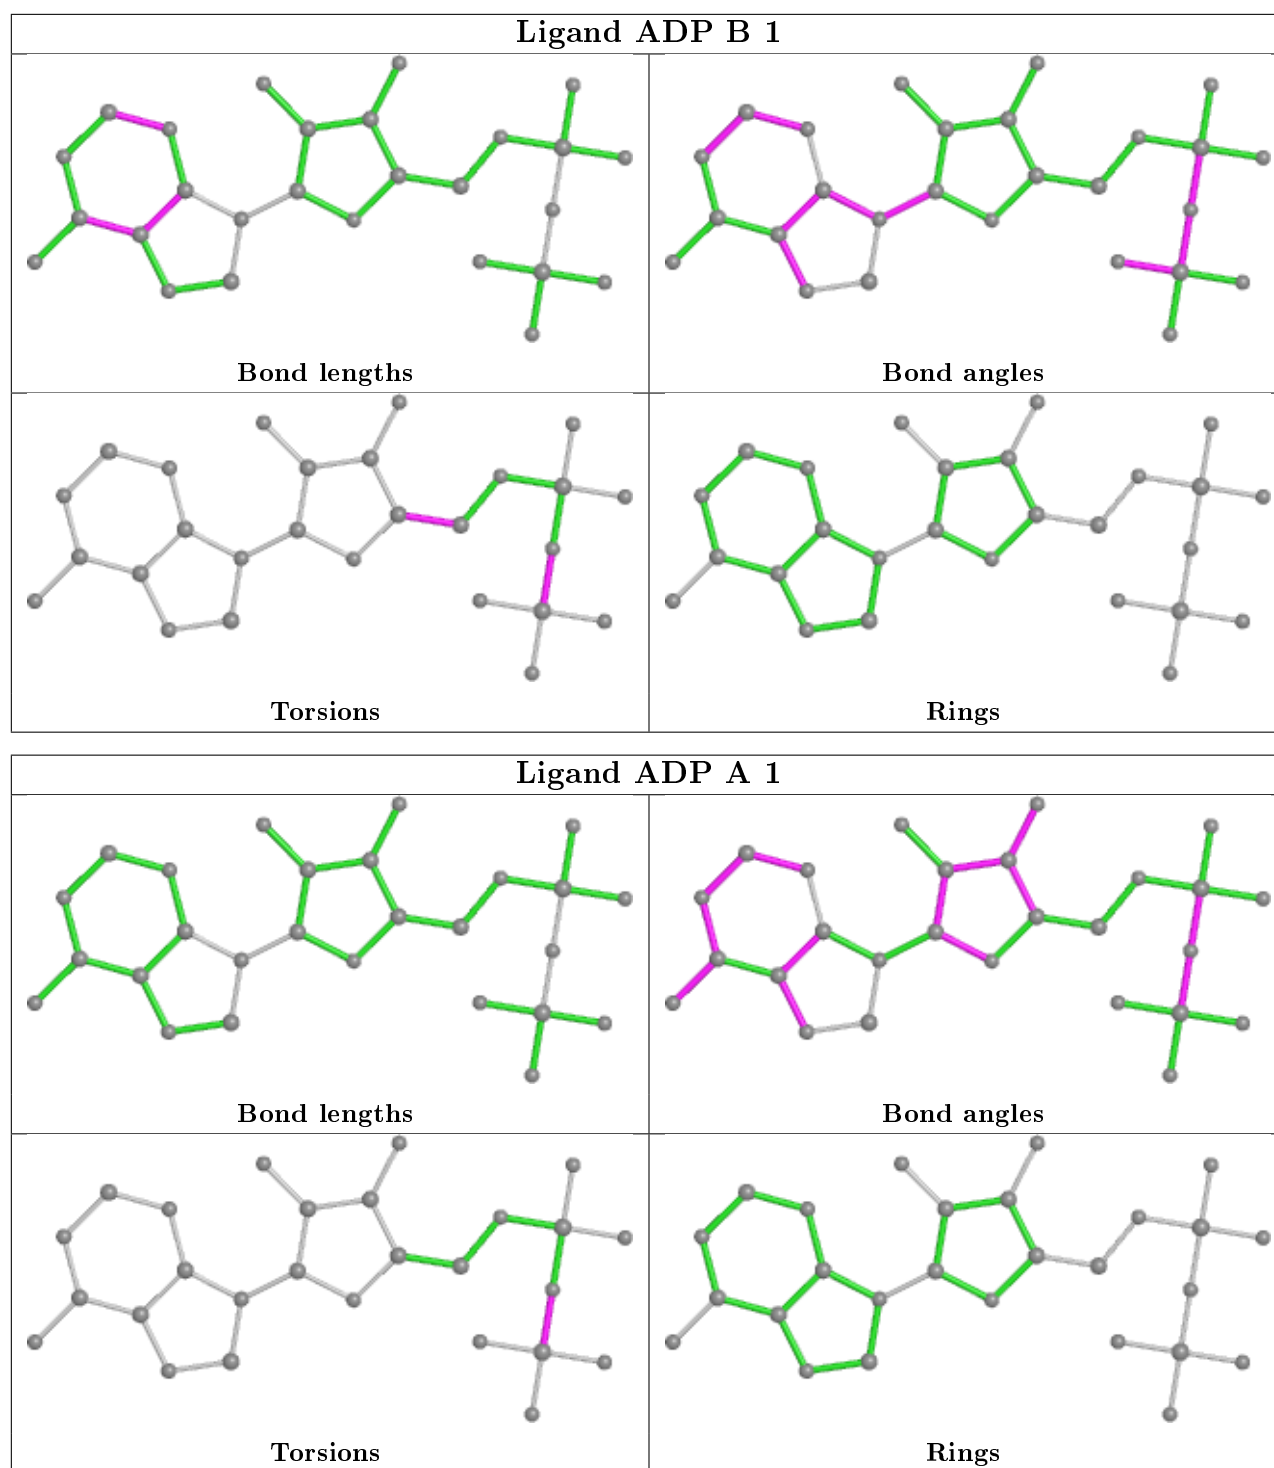 Ligand ADP B 1
Bond lengths
Bond angles
Torsions
Rings
Ligand ADP A 1
Bond lengths
Bond angles
Torsions
Rings